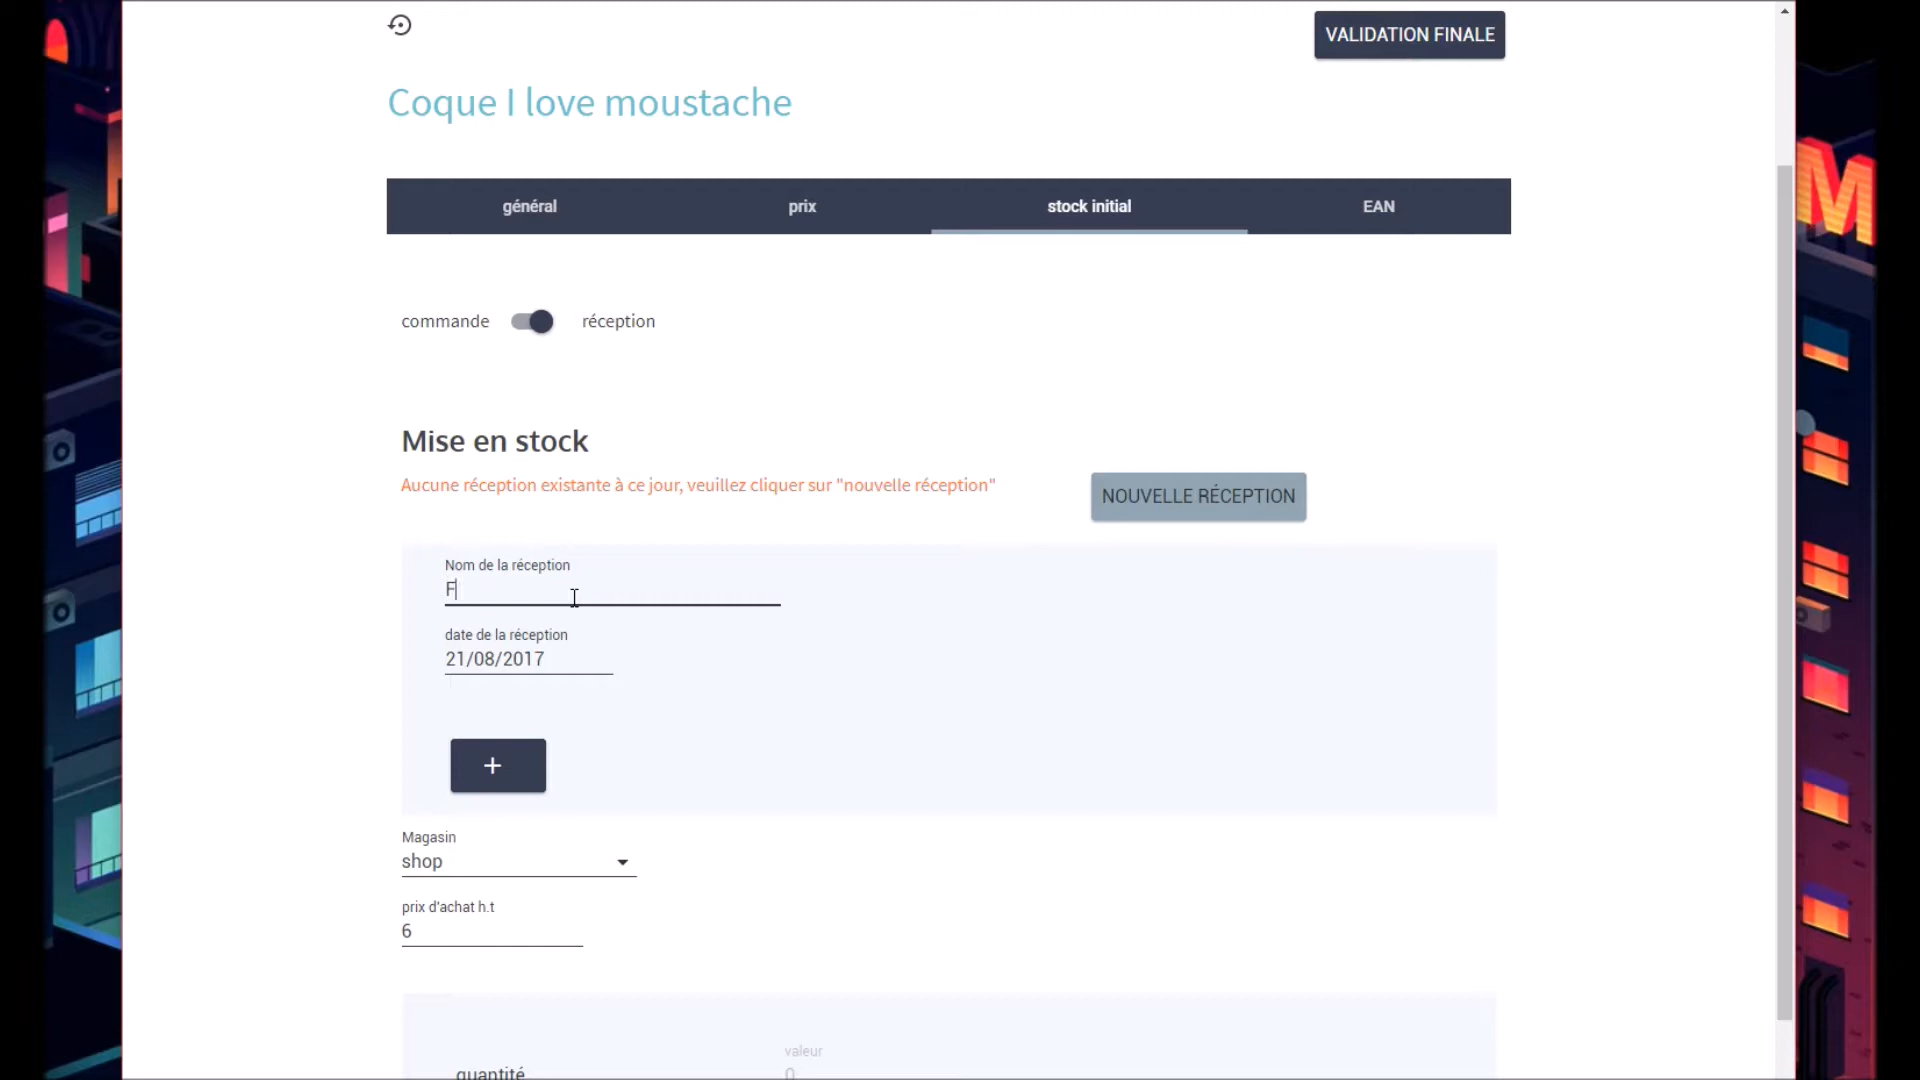 VALIDATION FINALE
Coque I love moustache
général prix stock initial EAN
commande réception
Mise en stock
Aucune réception existante à ce jour, veuillez cliquer sur "nouvelle réception"
NOUVELLE RÉCEPTION
Nom de la réception
F
date de la réception
21/08/2017
+
Magasin
shop
prix d'achat h.t
6
valeur
quantité 0
M